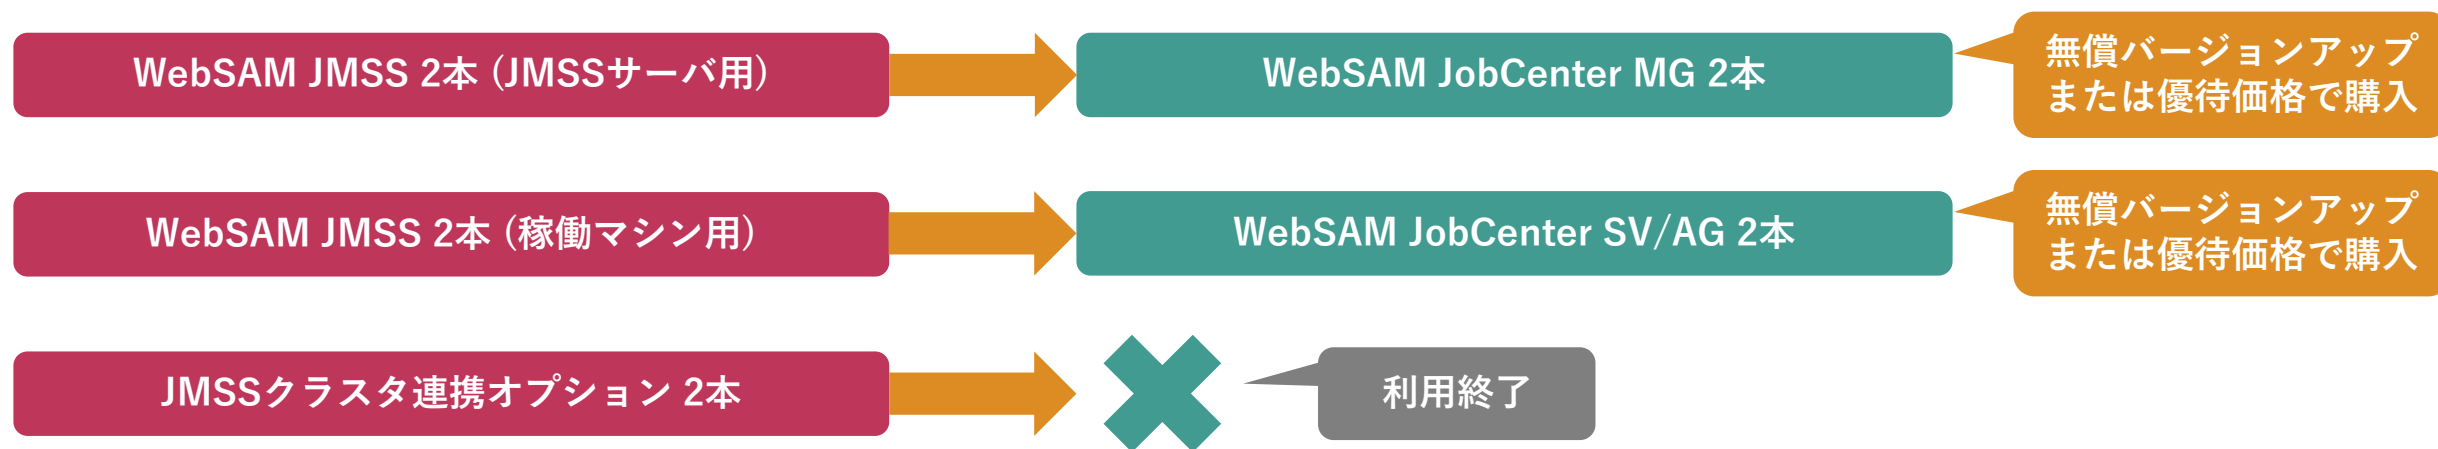 WebSAM JMSS 2本 (JMSSサーバ用)
WebSAM JobCenter MG 2本
無償バージョンアップ
または優待価格で購入
WebSAM JMSS 2本 (稼働マシン用)
WebSAM JobCenter SV/AG 2本
無償バージョンアップ
または優待価格で購入
JMSSクラスタ連携オプション 2本
利用終了